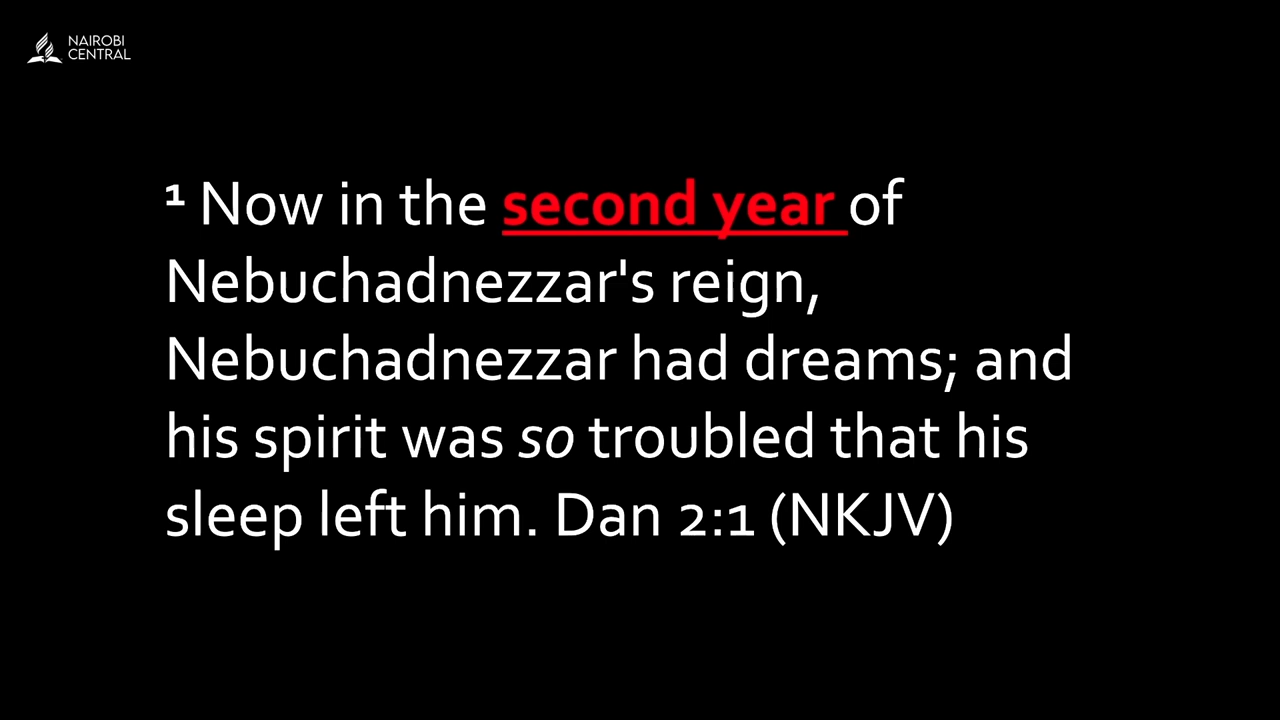 NAIROBI
CENTRAL
1 Now in the second year of
Nebuchadnezzar's reign,
Nebuchadnezzar had dreams; and
his spirit was so troubled that his
sleep left him. Dan 2:1 (NKJV)